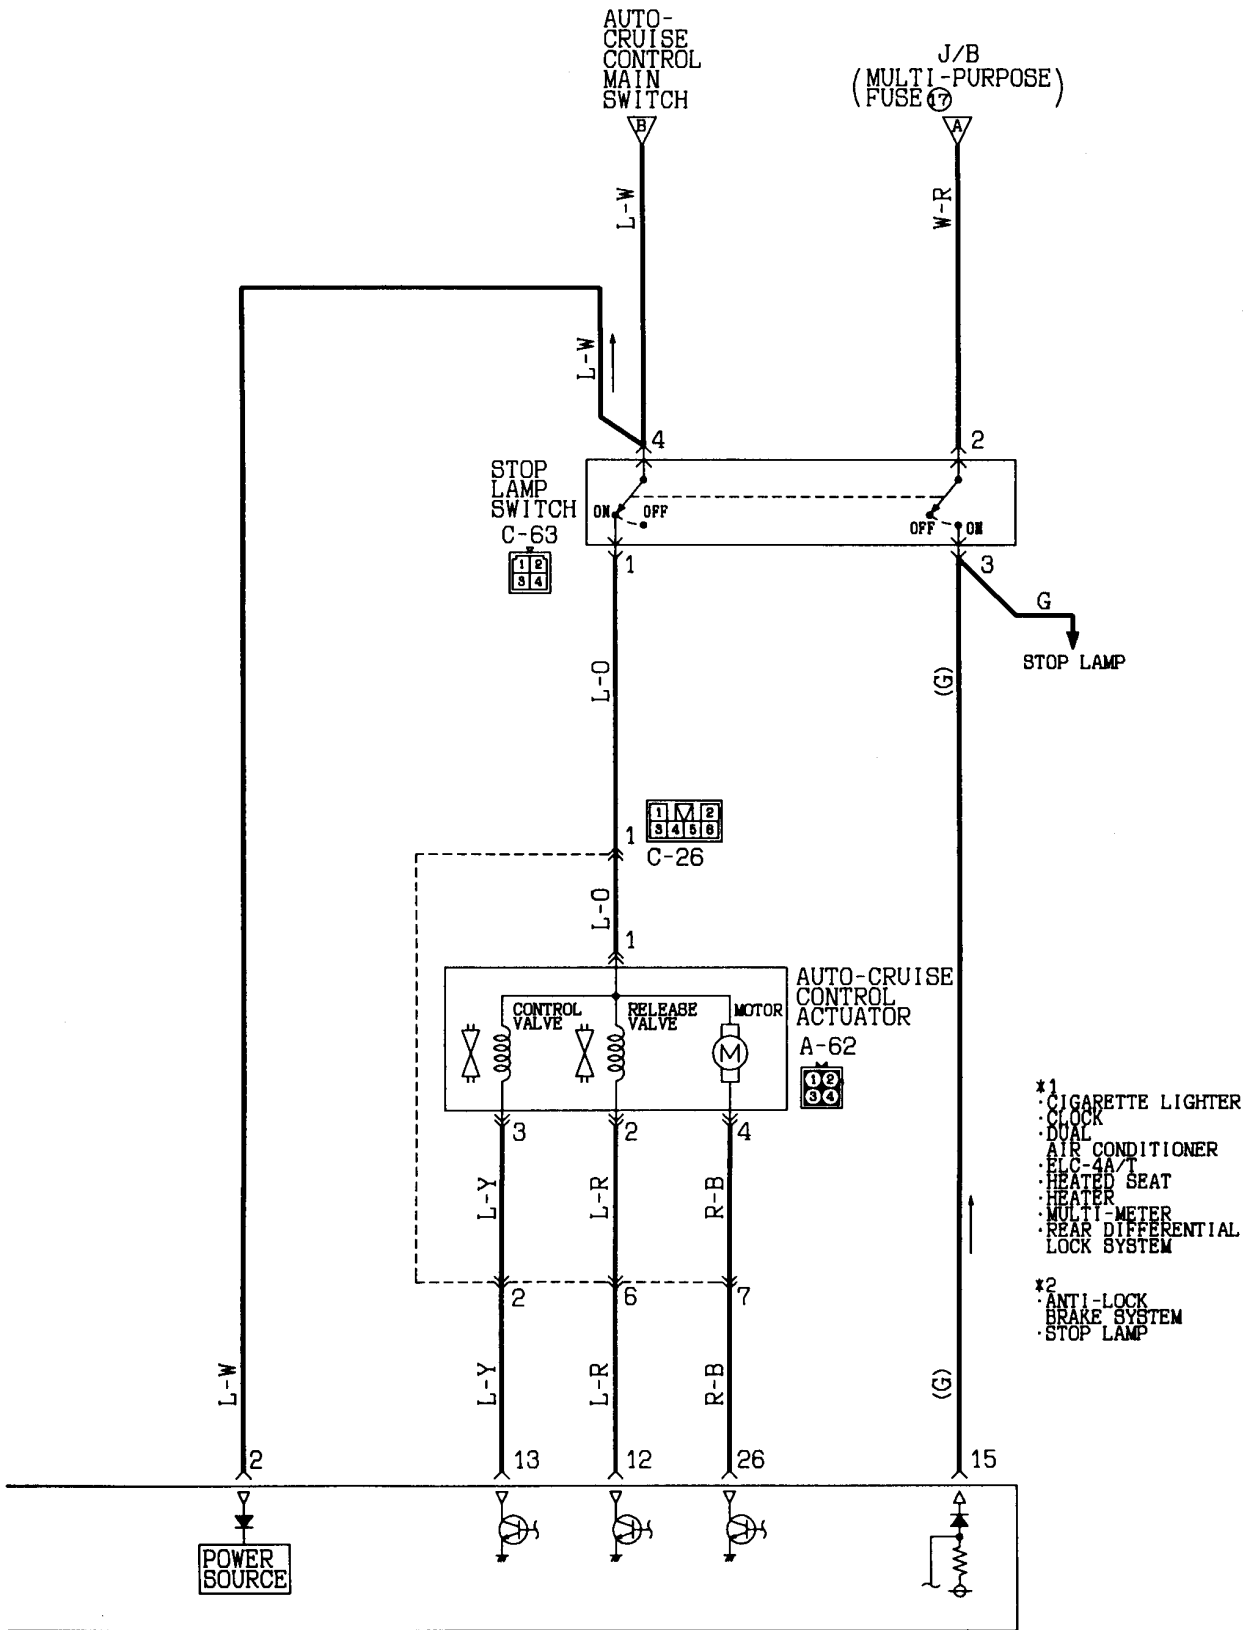 AUTO-
CRUISE
CONTROL
MAIN
SWITCH
J/B
(MULTI-PURPOSE)
(FUSE ⑰)
B
A
L-W
W-R
L-W
4
2
STOP
LAMP
SWITCH
C-63
ON
OFF
OFF
ON
1 2
3 4
1
3
G
STOP LAMP
L-O
(G)
1
1 2
3 4 5 6
C-26
L-O
1
AUTO-CRUISE
CONTROL
ACTUATOR
A-62
1 2
3 4
CONTROL
VALVE
RELEASE
VALVE
MOTOR
M
3
2
4
L-Y
L-R
R-B
2
6
7
*1
·CIGARETTE LIGHTER
·CLOCK
·DUAL
AIR CONDITIONER
·ELC-4A/T
·HEATED SEAT
·HEATER
·MULTI-METER
·REAR DIFFERENTIAL
LOCK SYSTEM
*2
·ANTI-LOCK
BRAKE SYSTEM
·STOP LAMP
L-W
L-Y
L-R
R-B
(G)
2
13
12
26
15
POWER
SOURCE